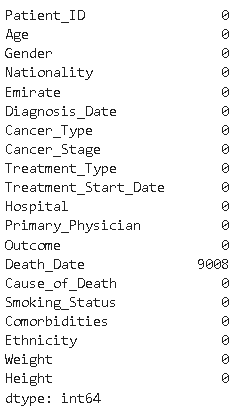 Patient_ID 0
Age 0
Gender 0
Nationality 0
Emirate 0
Diagnosis_Date 0
Cancer_Type 0
Cancer_Stage 0
Treatment_Type 0
Treatment_Start_Date 0
Hospital 0
Primary_Physician 0
Outcome 0
Death_Date 9008
Cause_of_Death 0
Smoking_Status 0
Comorbidities 0
Ethnicity 0
Weight 0
Height 0
dtype: int64